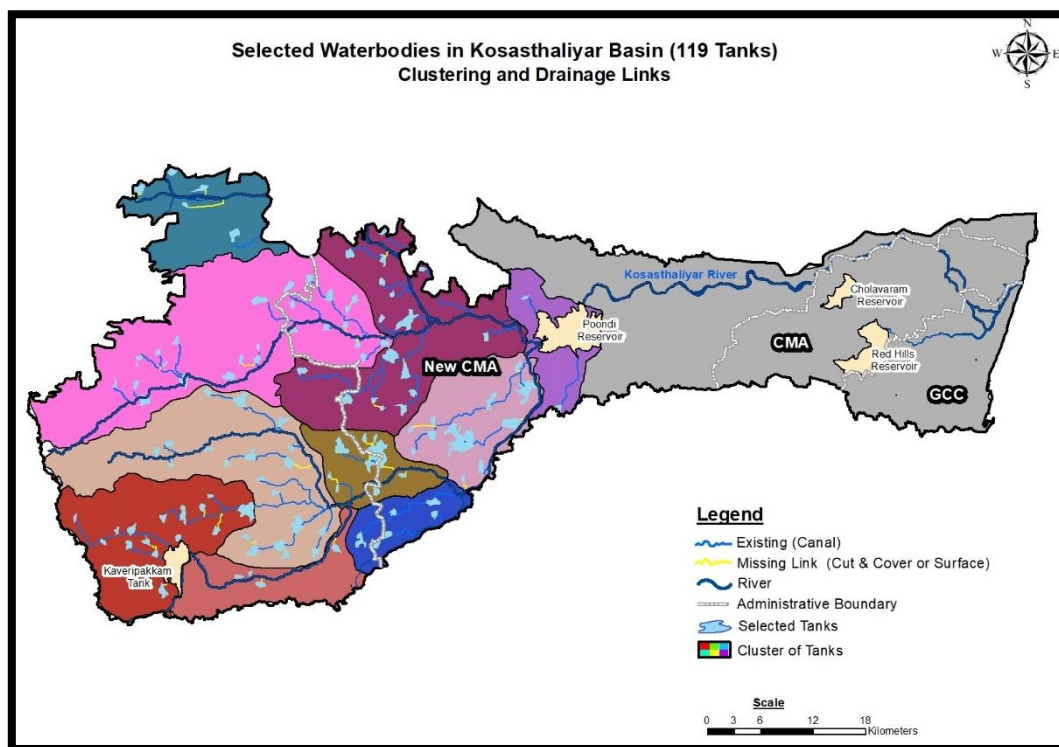 Selected Waterbodies in Kosasthaliyar Basin (119 Tanks)
Clustering and Drainage Links
N
W
E
S
Kosasthaliyar River
Cholavaram
Reservoir
Poondi
Reservoir
CMA
Red Hills
Reservoir
New CMA
GCC
Kaveripakkam
Tank
Legend
Existing (Canal)
Missing Link (Cut & Cover or Surface)
River
Administrative Boundary
Selected Tanks
Cluster of Tanks
Scale
0 3 6 12 18
Kilometers